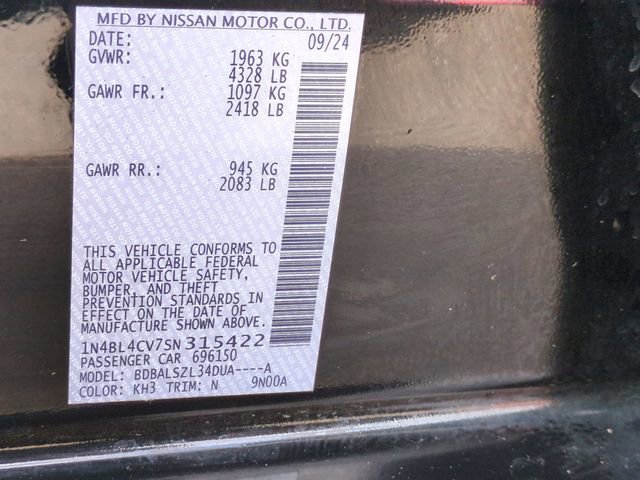 MFD BY NISSAN MOTOR CO., LTD.
DATE: 09/24
GVWR: 1963 KG
4328 LB
GAWR FR.: 1097 KG
2418 LB
GAWR RR.: 945 KG
2083 LB
THIS VEHICLE CONFORMS TO
ALL APPLICABLE FEDERAL
MOTOR VEHICLE SAFETY,
BUMPER, AND THEFT
PREVENTION STANDARDS IN
EFFECT ON THE DATE OF
MANUFACTURE SHOWN ABOVE.
1N4BL4CV7SN315422
PASSENGER CAR 696150
MODEL: BDBALSZL34DUA----A
COLOR: KH3 TRIM: N 9N00A